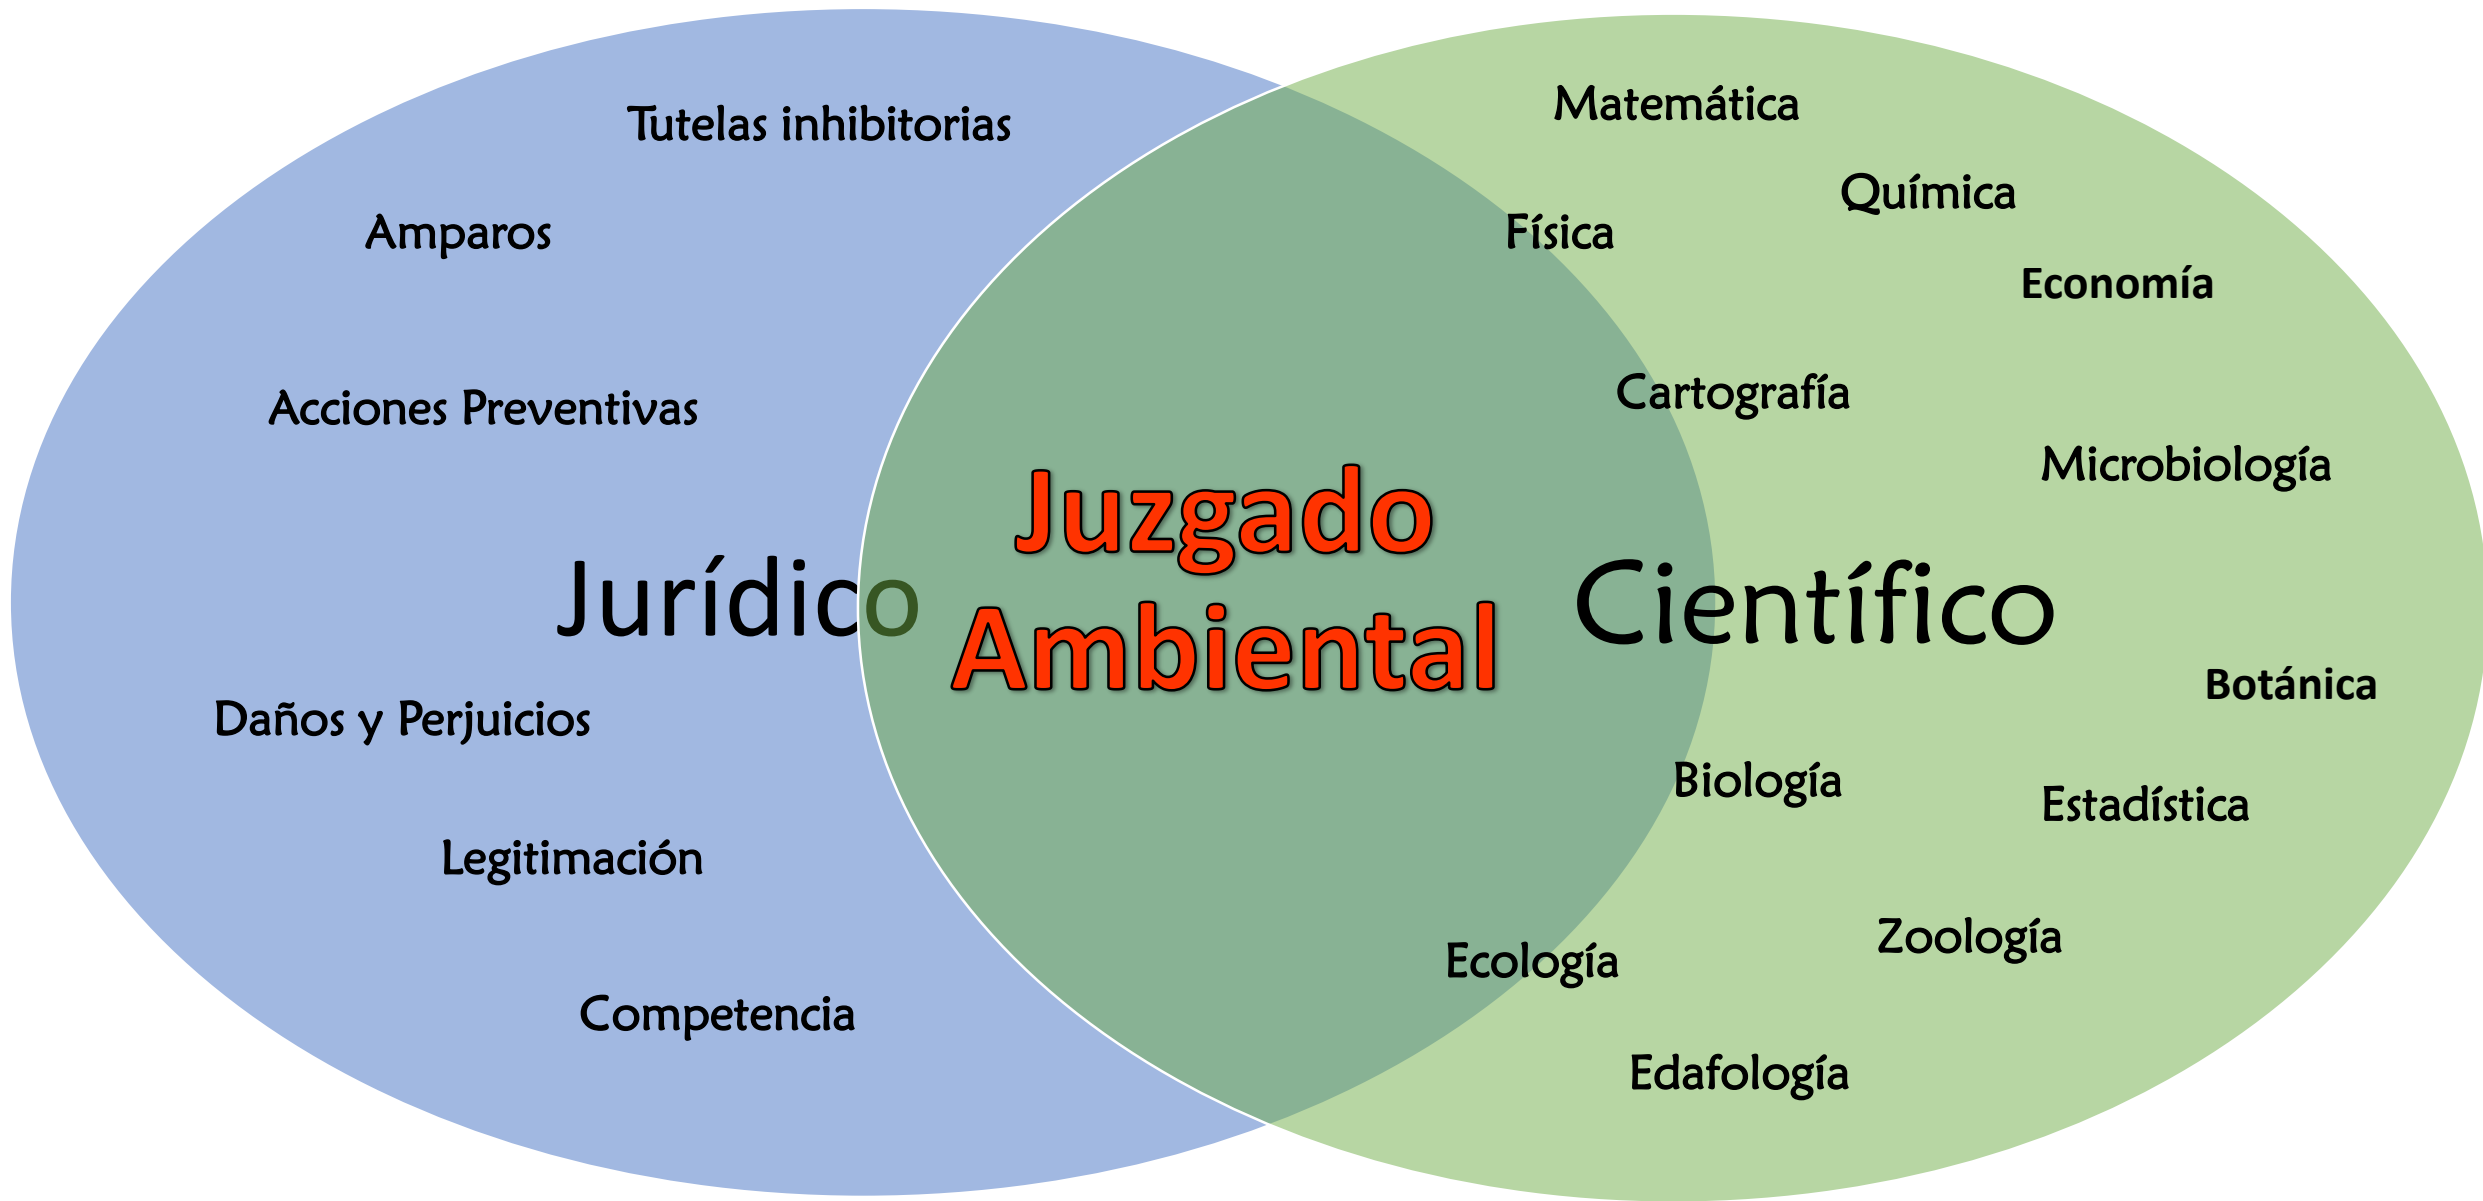 Tutelas inhibitorias
Amparos
Acciones Preventivas
Jurídico
Daños y Perjuicios
Legitimación
Competencia
Juzgado
Ambiental
Matemática
Química
Física
Economía
Cartografía
Microbiología
Científico
Botánica
Biología
Estadística
Zoología
Ecología
Edafología